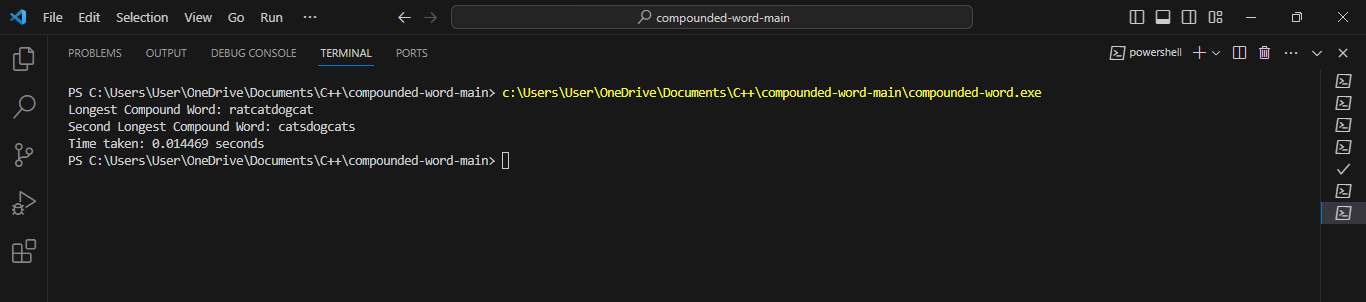 File Edit Selection View Go Run ··· compounded-word-main
PROBLEMS OUTPUT DEBUG CONSOLE TERMINAL PORTS powershell
PS C:\Users\User\OneDrive\Documents\C++\compounded-word-main> c:\Users\User\OneDrive\Documents\C++\compounded-word-main\compounded-word.exe
Longest Compound Word: ratcatdogcat
Second Longest Compound Word: catsdogcats
Time taken: 0.014469 seconds
PS C:\Users\User\OneDrive\Documents\C++\compounded-word-main>